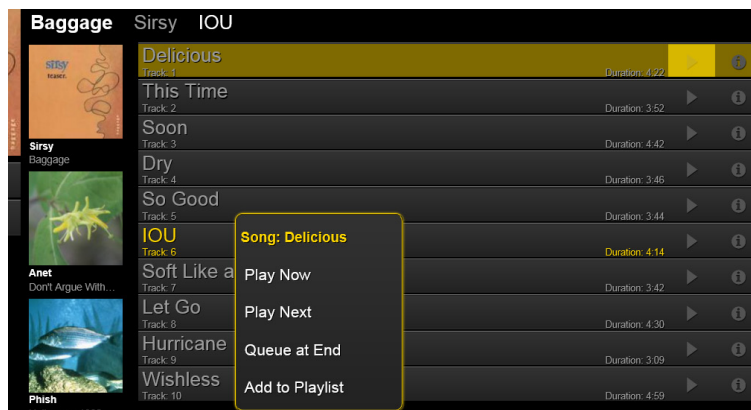 Baggage Sirsy IOU
sirsy
teaser.
Sirsy
Baggage
Anet
Don't Argue With...
Phish
Delicious
Track: 1
Duration: 4:22
This Time
Track: 2
Duration: 3:52
Soon
Track: 3
Duration: 4:42
Dry
Track: 4
Duration: 3:46
So Good
Track: 5
Duration: 3:44
IOU
Track: 6
Duration: 4:14
Soft Like a
Track: 7
Duration: 3:42
Let Go
Track: 8
Duration: 4:30
Hurricane
Track: 9
Duration: 3:09
Wishless
Track: 10
Duration: 4:59
Song: Delicious
Play Now
Play Next
Queue at End
Add to Playlist